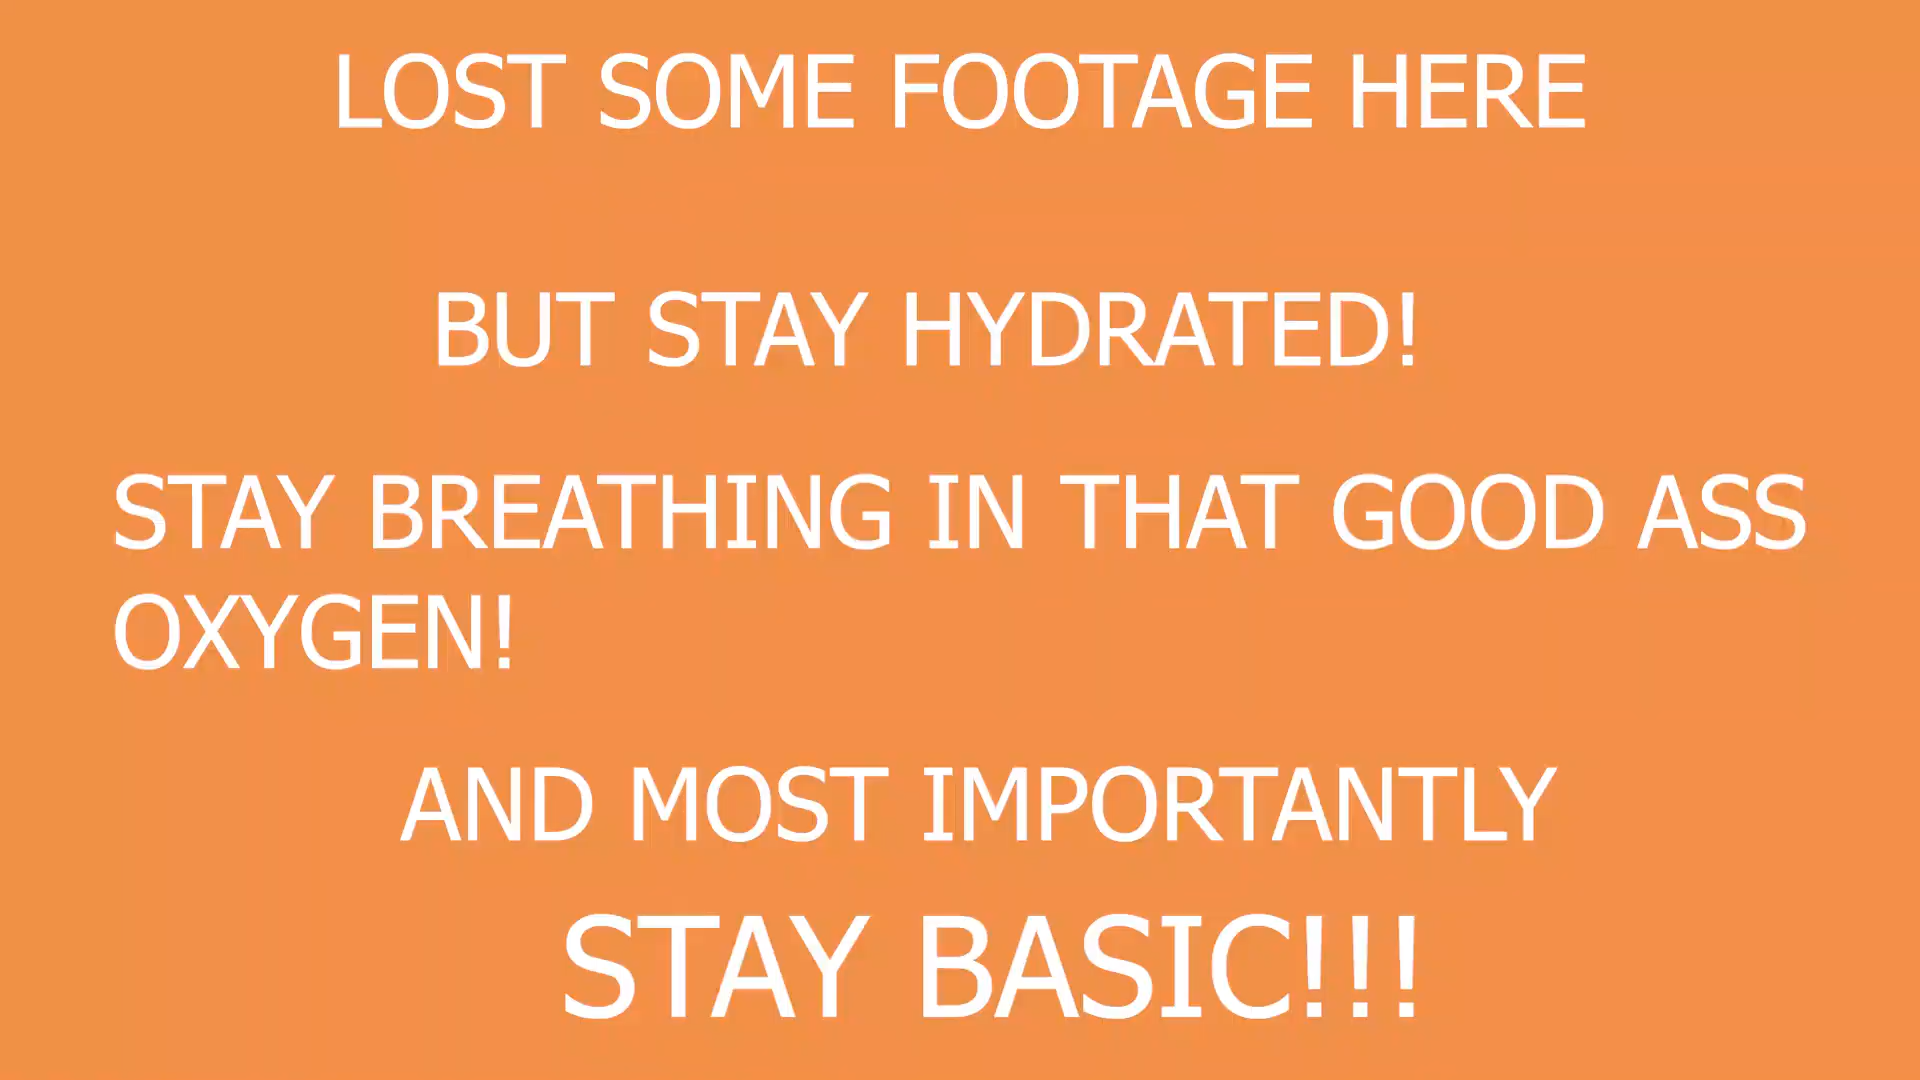 LOST SOME FOOTAGE HERE
BUT STAY HYDRATED!
STAY BREATHING IN THAT GOOD ASS
OXYGEN!
AND MOST IMPORTANTLY
STAY BASIC!!!